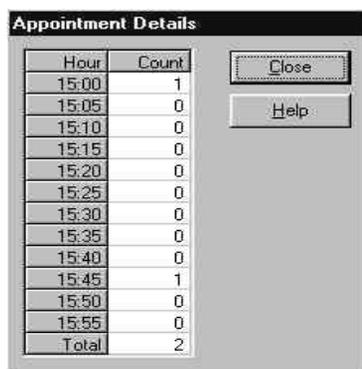 Appointment Details
Hour Count
15:00 1
15:05 0
15:10 0
15:15 0
15:20 0
15:25 0
15:30 0
15:35 0
15:40 0
15:45 1
15:50 0
15:55 0
Total 2
Close
Help